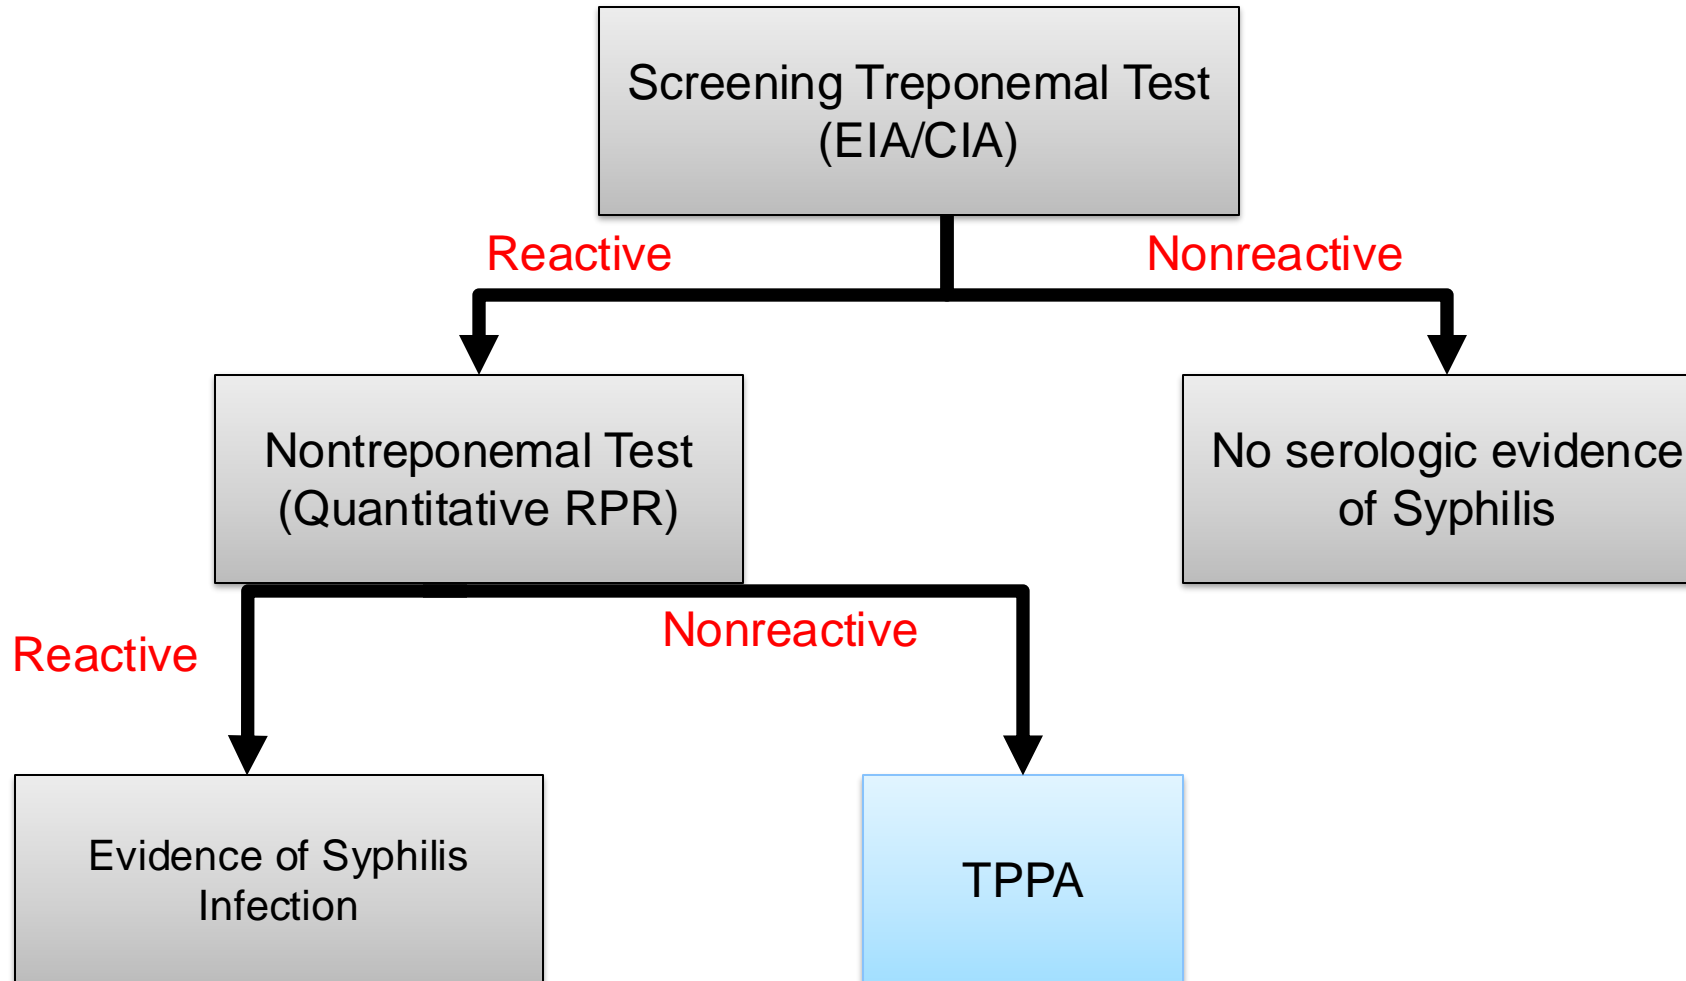 Screening Treponemal Test
(EIA/CIA)
Reactive
Nonreactive
Nontreponemal Test
(Quantitative RPR)
No serologic evidence
of Syphilis
Reactive
Nonreactive
Evidence of Syphilis
Infection
TPPA